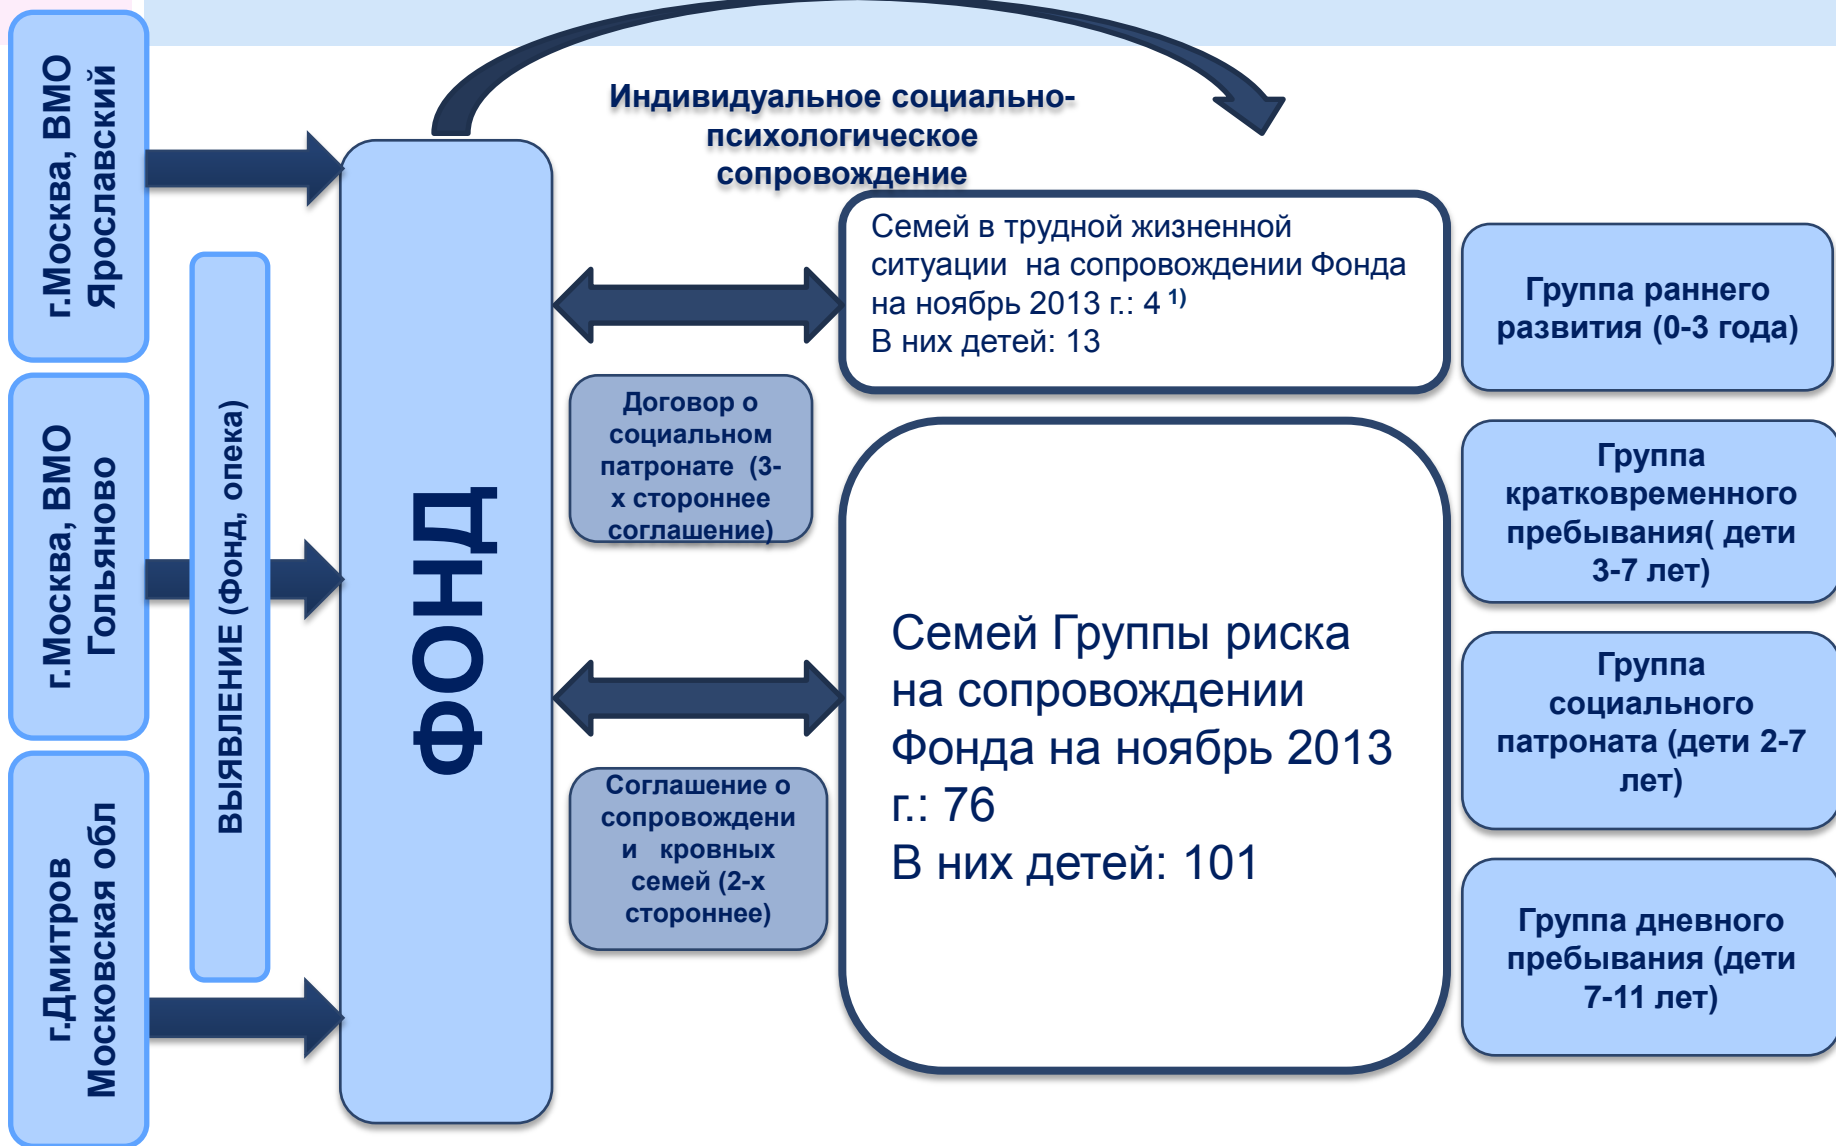 г.Москва, ВМО
Ярославский
г.Москва, ВМО
Гольяново
г.Дмитров
Московская обл
ВЫЯВЛЕНИЕ (Фонд, опека)
ФОНД
Индивидуальное социально-
психологическое
сопровождение
Семей в трудной жизненной
ситуации на сопровождении Фонда
на ноябрь 2013 г.: 4 1)
В них детей: 13
Договор о
социальном
патронате (3-
х стороннее
соглашение)
Семей Группы риска
на сопровождении
Фонда на ноябрь 2013
г.: 76
В них детей: 101
Соглашение о
сопровождени
и кровных
семей (2-х
стороннее)
Группа раннего
развития (0-3 года)
Группа
кратковременного
пребывания( дети
3-7 лет)
Группа
социального
патроната (дети 2-7
лет)
Группа дневного
пребывания (дети
7-11 лет)